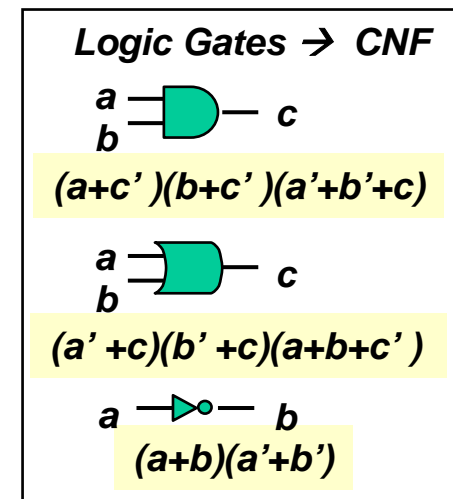 Logic Gates → CNF
a
b
c
(a+c’ )(b+c’ )(a’+b’+c)
a
b
c
(a’ +c)(b’ +c)(a+b+c’ )
a b
(a+b)(a’+b’)